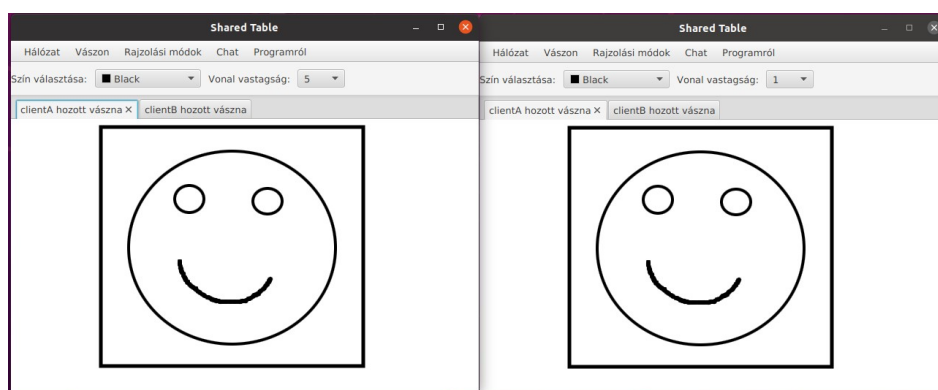 Shared Table
Hálózat Vászon Rajzolási módok Chat Programról
Szín választása: Black Vonal vastagság: 5
clientA hozott vászna × clientB hozott vászna
Shared Table
Hálózat Vászon Rajzolási módok Chat Programról
Szín választása: Black Vonal vastagság: 1
clientA hozott vászna × clientB hozott vászna